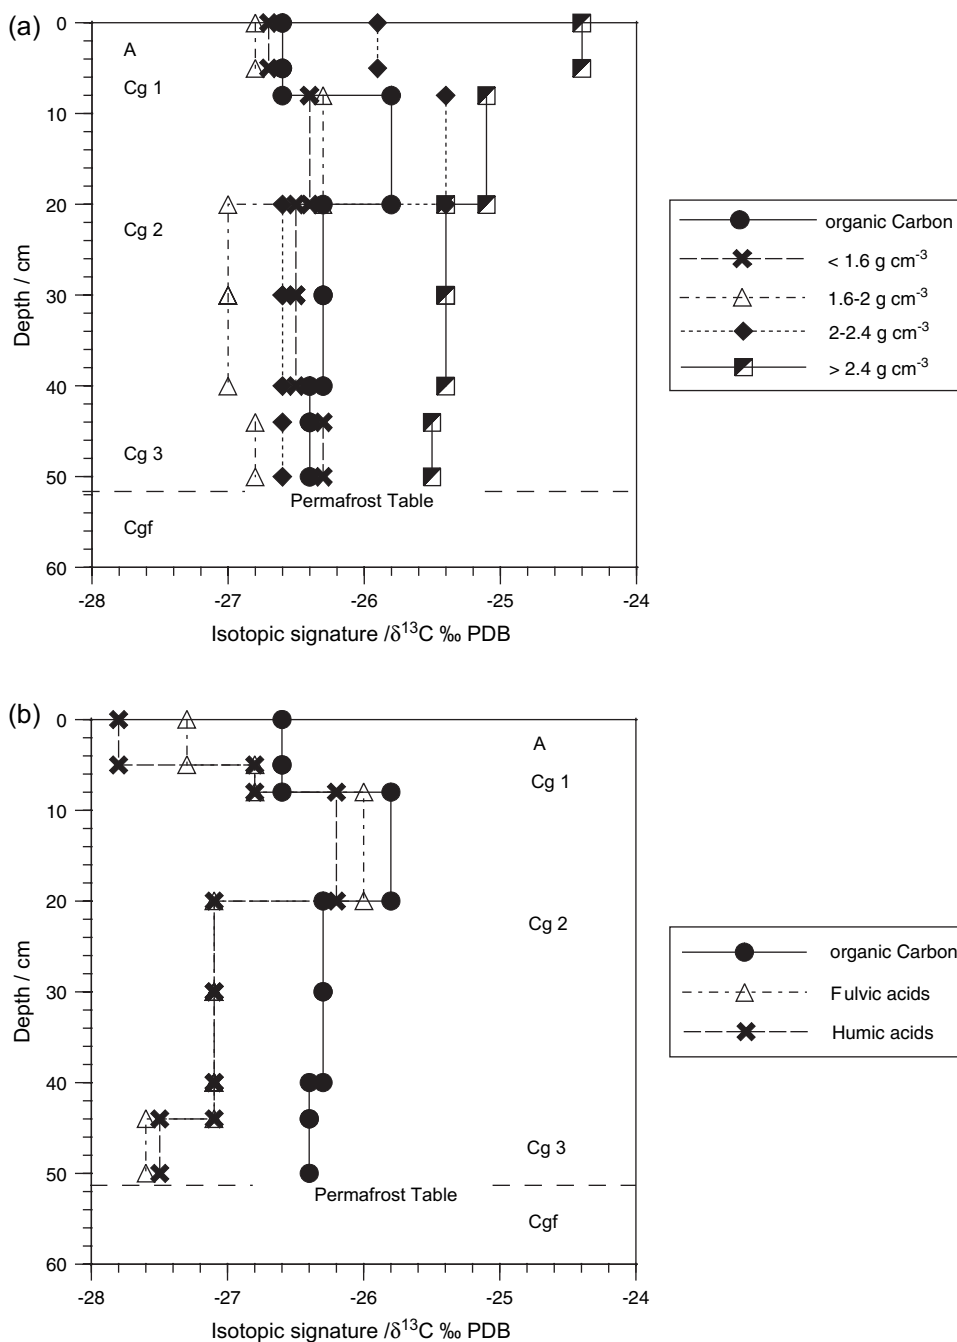 (a)
0
10
20
30
40
50
60
Depth / cm
A
Cg 1
Cg 2
Cg 3
Permafrost Table
Cgf
-28
-27
-26
-25
-24
Isotopic signature /δ¹³C ‰ PDB
organic Carbon
< 1.6 g cm⁻³
1.6-2 g cm⁻³
2-2.4 g cm⁻³
> 2.4 g cm⁻³
(b)
0
10
20
30
40
50
60
Depth / cm
A
Cg 1
Cg 2
Cg 3
Permafrost Table
Cgf
-28
-27
-26
-25
-24
Isotopic signature /δ¹³C ‰ PDB
organic Carbon
Fulvic acids
Humic acids